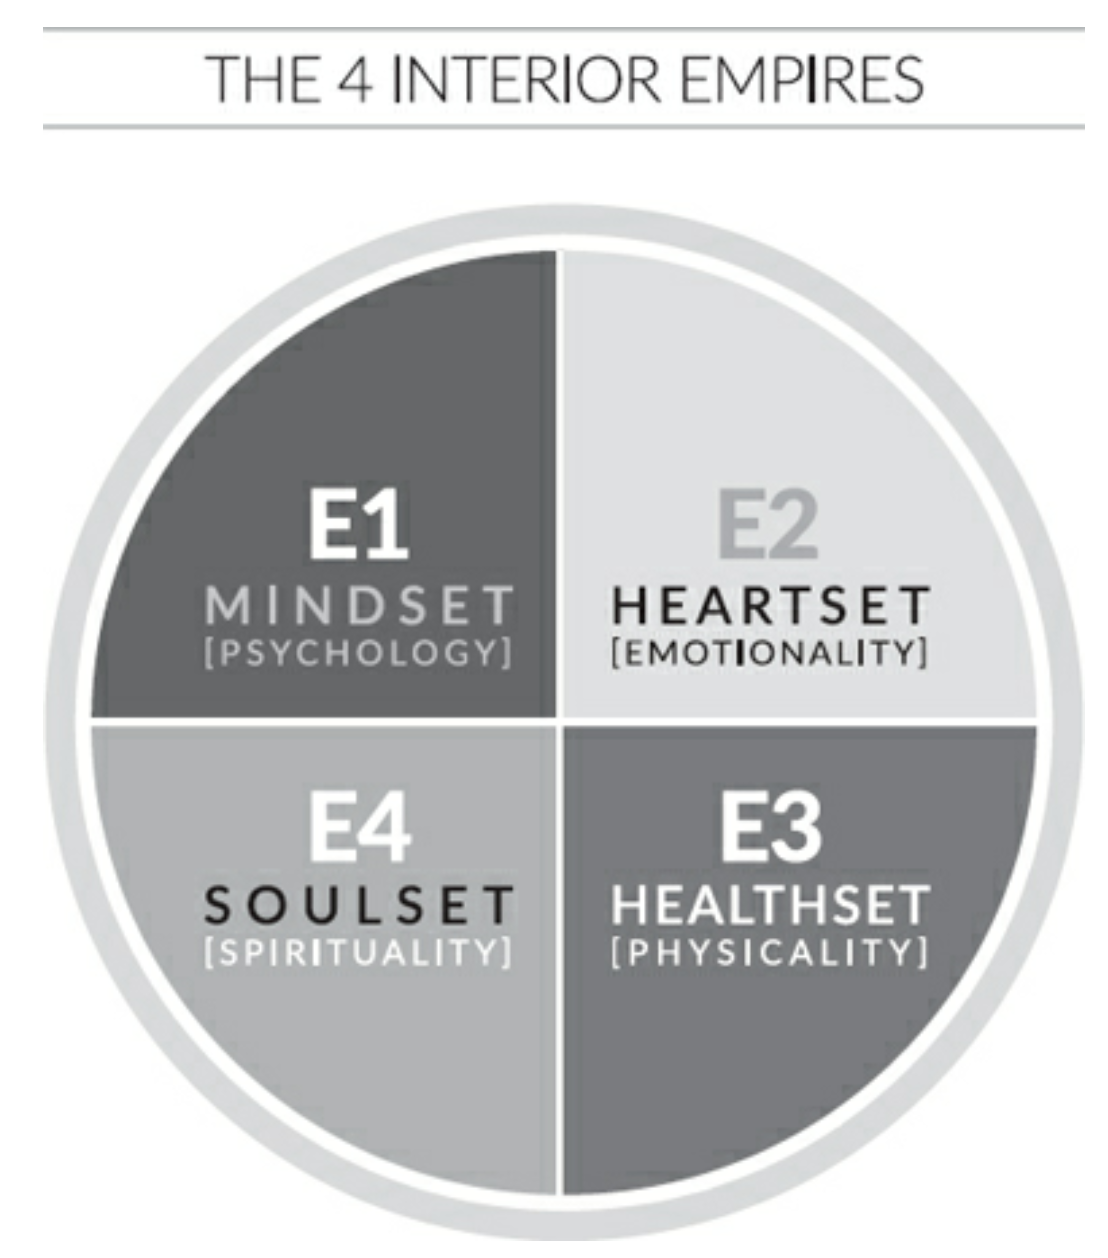 THE 4 INTERIOR EMPIRES
E1
MINDSET
[PSYCHOLOGY]
E2
HEARTSET
[EMOTIONALITY]
E4
SOULSET
[SPIRITUALITY]
E3
HEALTHSET
[PHYSICALITY]